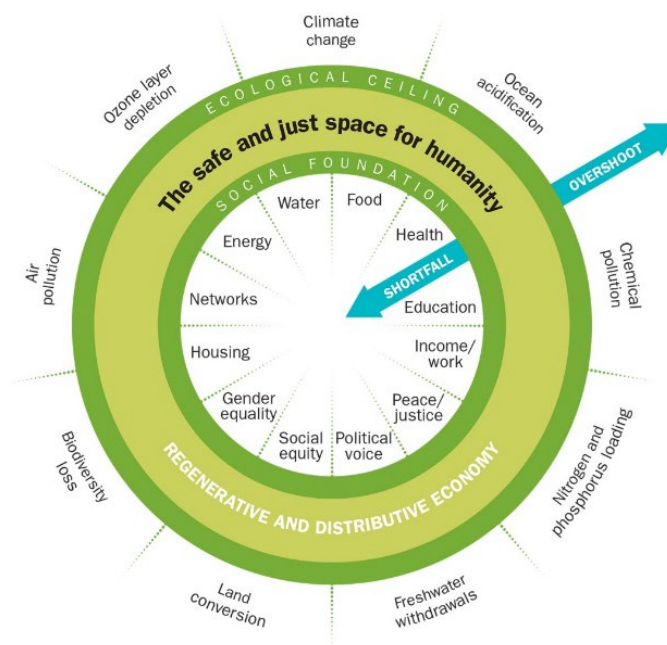 Climate
change
Ozone layer
depletion
Ocean
acidification
ECOLOGICAL CEILING
The safe and just space for humanity
SOCIAL FOUNDATION
OVERSHOOT
Water
Food
Energy
Health
SHORTFALL
Air
pollution
Chemical
pollution
Networks
Education
Housing
Income/
work
Gender
equality
Peace/
justice
Social
equity
Political
voice
REGENERATIVE AND DISTRIBUTIVE ECONOMY
Biodiversity
loss
Nitrogen and
phosphorus loading
Land
conversion
Freshwater
withdrawals